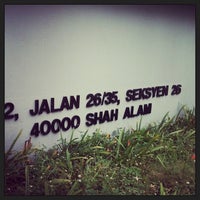 2, JALAN 26/35, SEKSYEN 26
40000 SHAH ALAM